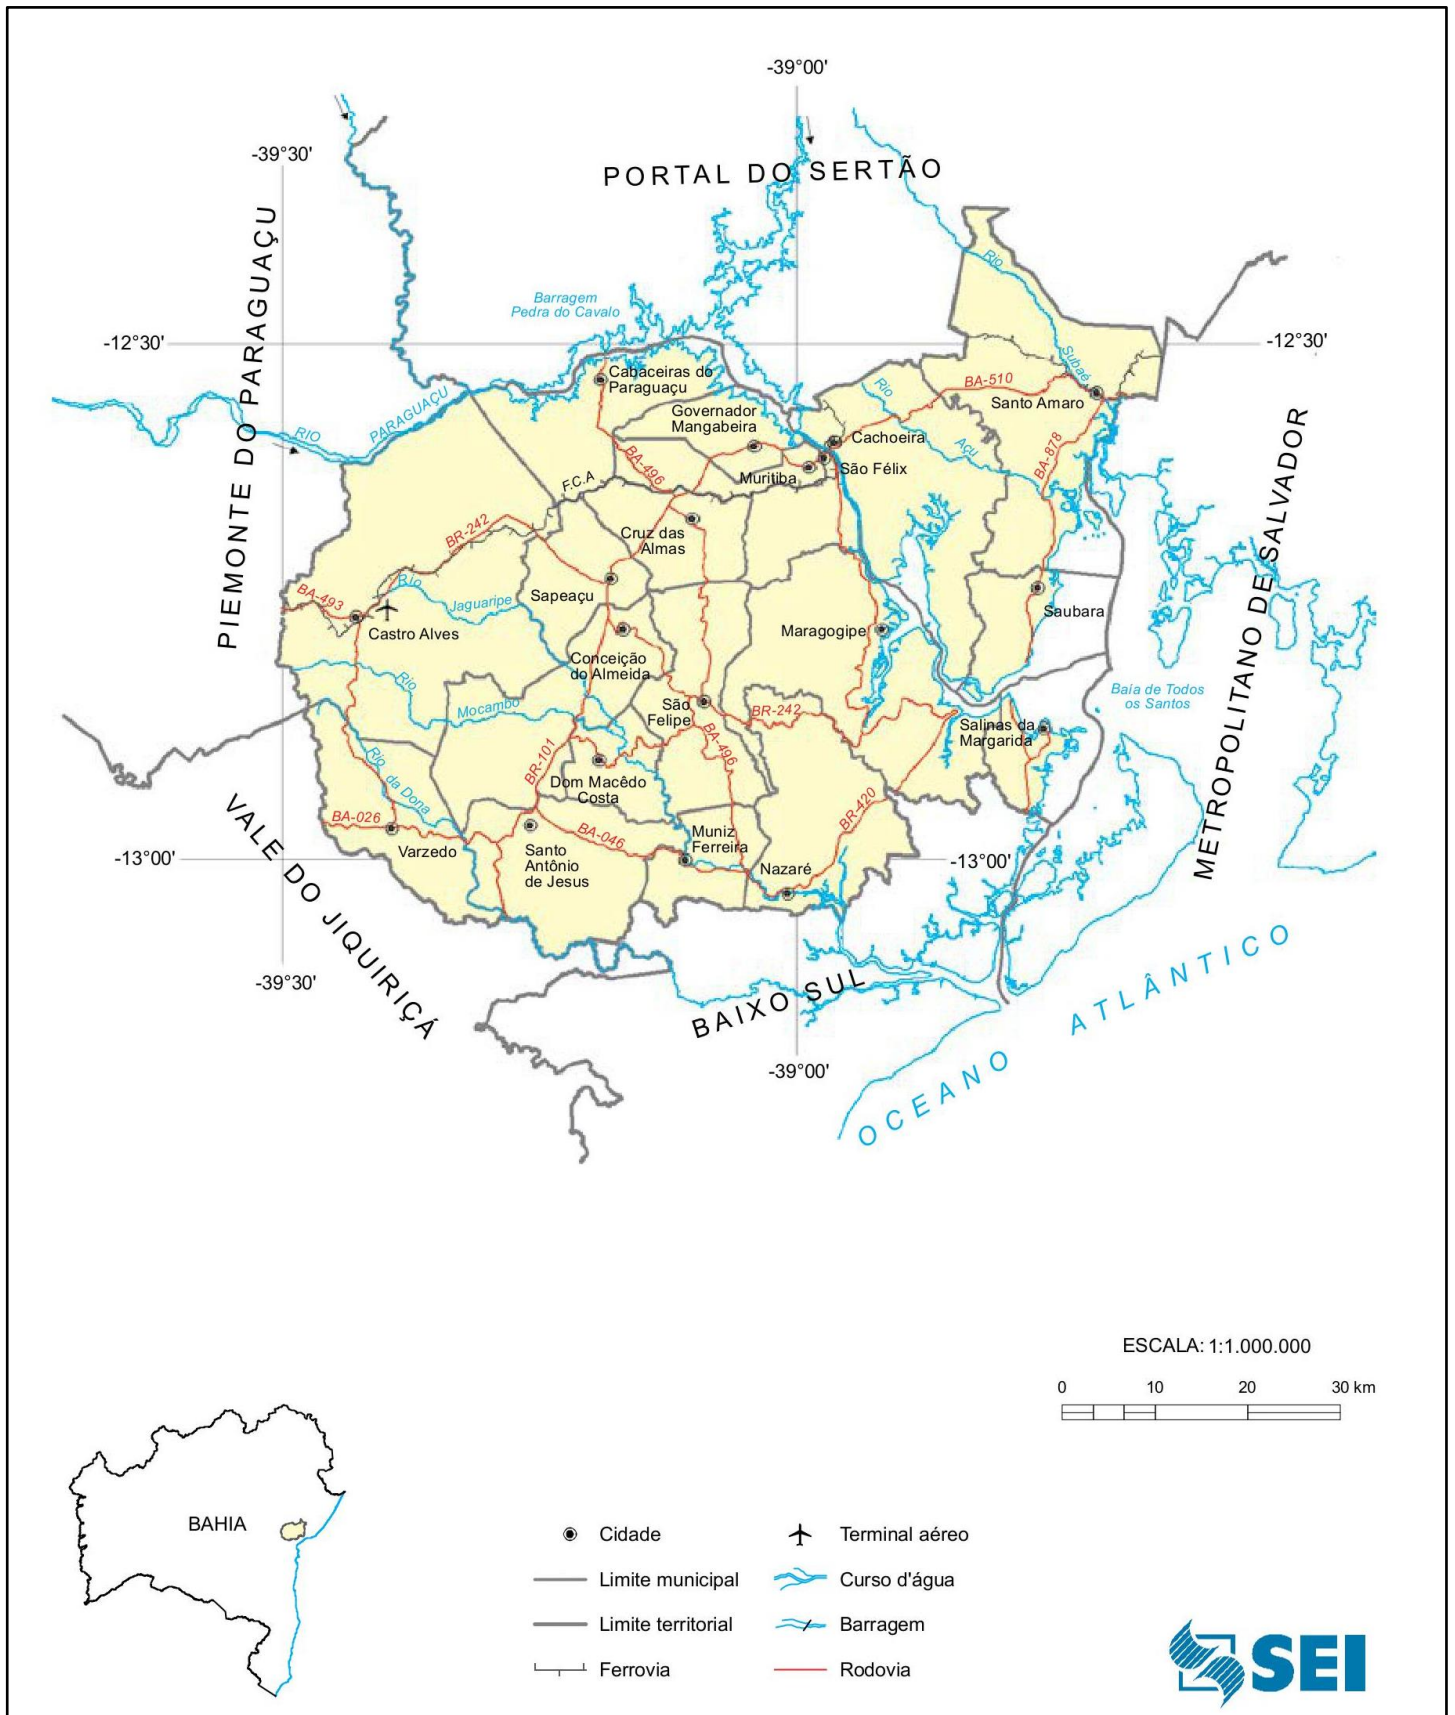 -39°00'
-39°30'
PORTAL DO SERTÃO
PIEMONTE DO PARAGUAÇU
Rio
Barragem
Pedra do Cavalo
-12°30'
-12°30'
Subaé
Cabaceiras do
Paraguaçu
BA-510
Rio
Santo Amaro
RIO
PARAGUAÇU
Governador
Mangabeira
Cachoeira
Açu
BA-878
São Félix
BA-496
Muritiba
F.C.A
METROPOLITANO DE SALVADOR
BR-242
Cruz das
Almas
Rio
Jaguaripe
Sapeaçu
BA-493
Castro Alves
Saubara
Maragogipe
Conceição
do Almeida
Rio
Mocambo
São
Felipe
BR-242
Baía de Todos
os Santos
Salinas da
Margarida
BA-496
Rio da Dona
BR-101
Dom Macêdo
Costa
BR-420
VALE DO JIQUIRIÇÁ
BA-026
Varzedo
BA-046
Muniz
Ferreira
Santo
Antônio
de Jesus
Nazaré
-13°00'
-13°00'
-39°30'
BAIXO SUL
OCEANO ATLÂNTICO
-39°00'
ESCALA: 1:1.000.000
0 10 20 30 km
BAHIA
Cidade
Terminal aéreo
Limite municipal
Curso d'água
Limite territorial
Barragem
Ferrovia
Rodovia
SEI